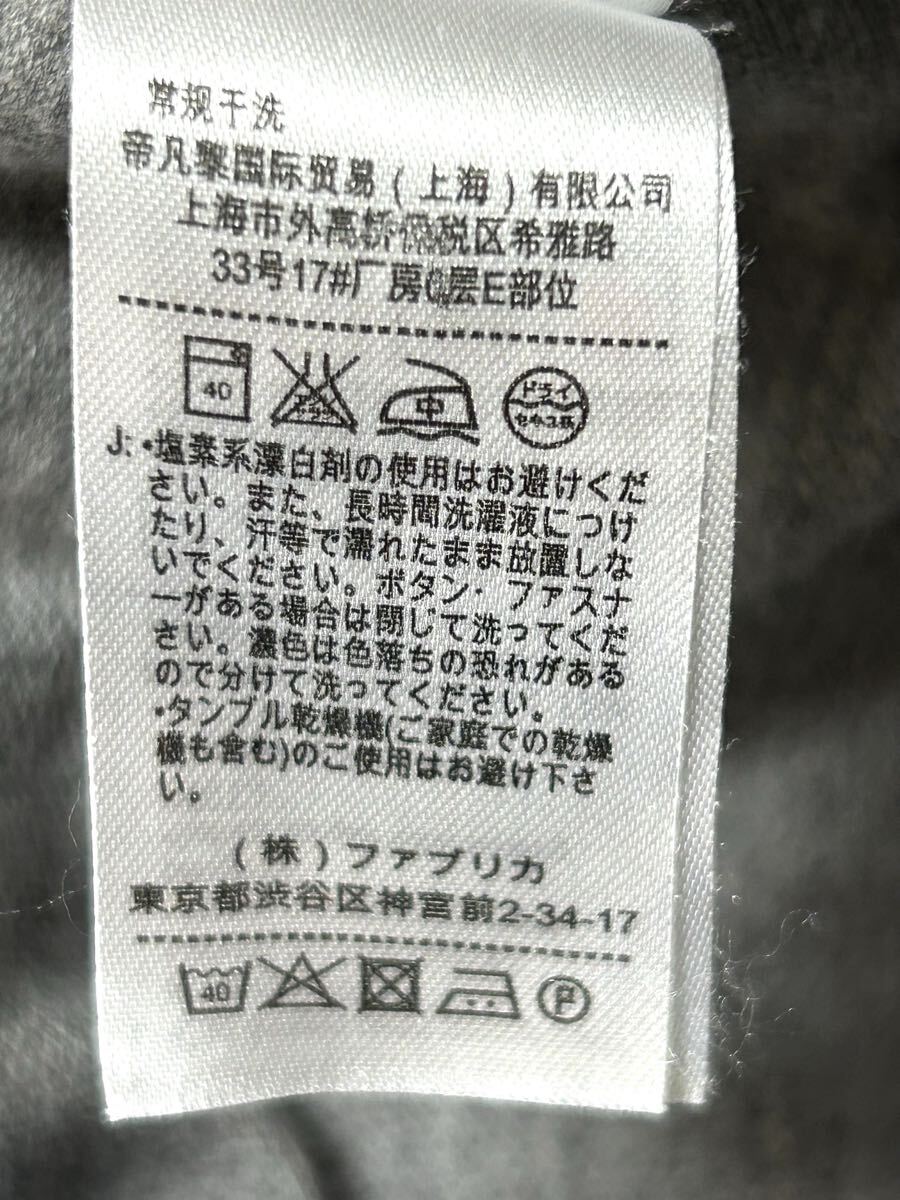 常规干洗
帝凡黎国际贸易(上海)有限公司
上海市外高桥保税区希雅路
33号17#厂房 层E部位
40
中
ドライ
セキユ系
J: •塩素系漂白剤の使用はお避けくだ
さい。また、長時間洗濯液につけ
たり、汗等で濡れたまま放置しな
いでください。ボタン・ファスナ
ーがある場合は閉じて洗ってくだ
さい。濃色は色落ちの恐れがある
ので分けて洗ってください。
•タンブル乾燥機(ご家庭での乾燥
機も含む)のご使用はお避け下さ
い。
(株)ファブリカ
東京都渋谷区神宮前2-34-17
40
P